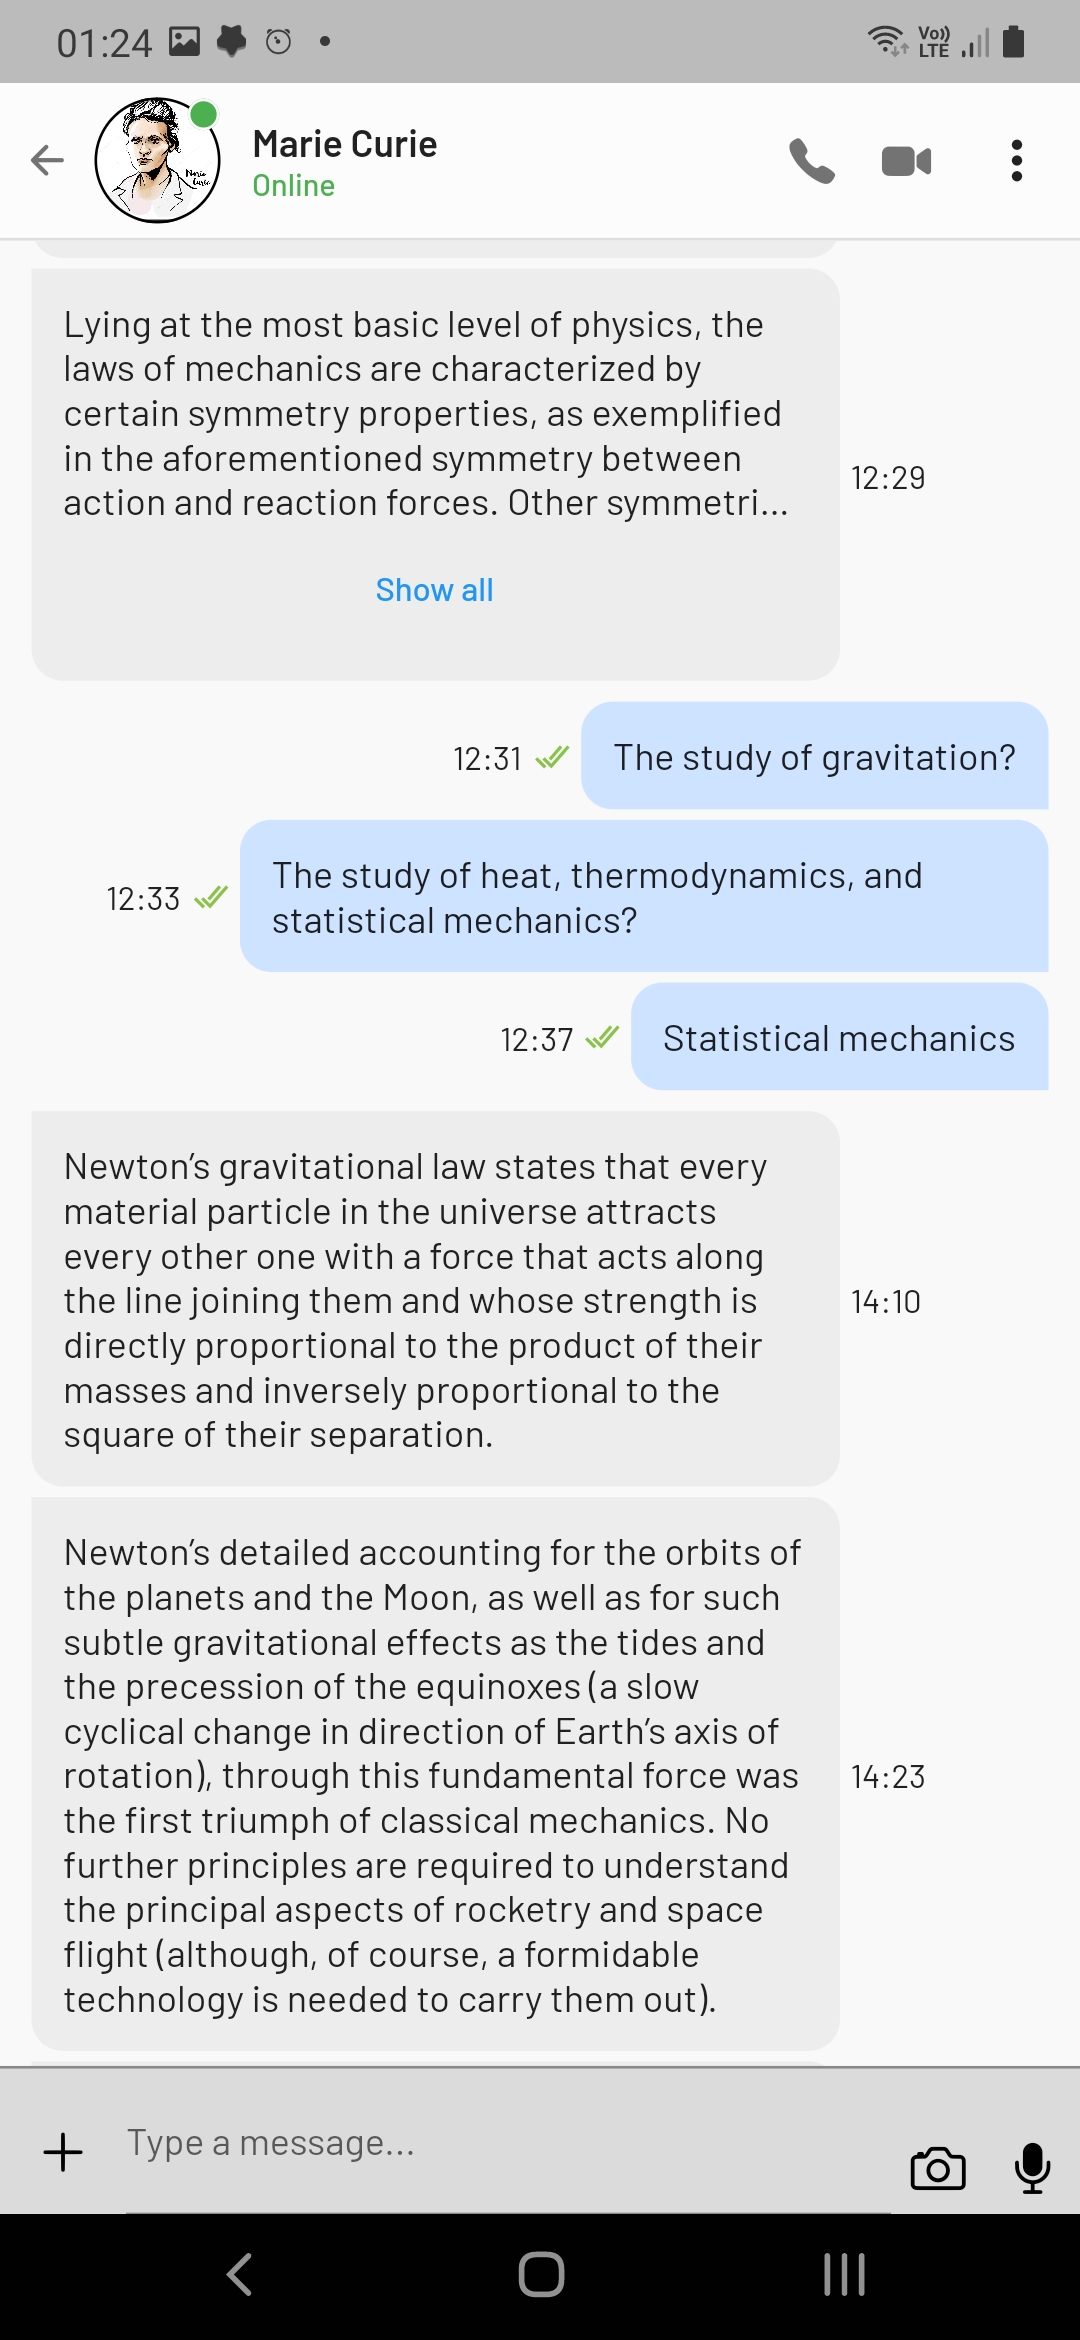 01:24
Vo)) LTE
Marie Curie
Online
Lying at the most basic level of physics, the
laws of mechanics are characterized by
certain symmetry properties, as exemplified
in the aforementioned symmetry between
action and reaction forces. Other symmetri...
12:29
Show all
12:31
The study of gravitation?
The study of heat, thermodynamics, and
statistical mechanics?
12:33
12:37
Statistical mechanics
Newton's gravitational law states that every
material particle in the universe attracts
every other one with a force that acts along
the line joining them and whose strength is
directly proportional to the product of their
masses and inversely proportional to the
square of their separation.
14:10
Newton's detailed accounting for the orbits of
the planets and the Moon, as well as for such
subtle gravitational effects as the tides and
the precession of the equinoxes (a slow
cyclical change in direction of Earth's axis of
rotation), through this fundamental force was
the first triumph of classical mechanics. No
further principles are required to understand
the principal aspects of rocketry and space
flight (although, of course, a formidable
technology is needed to carry them out).
14:23
Type a message...